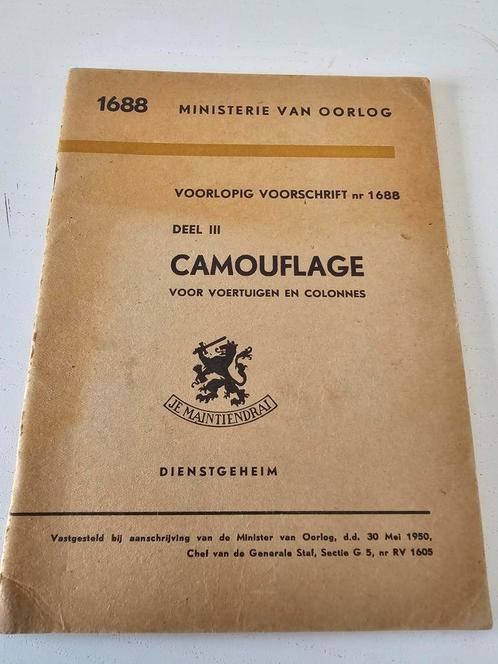 1688 MINISTERIE VAN OORLOG
VOORLOPIG VOORSCHRIFT nr 1688
DEEL III
CAMOUFLAGE
VOOR VOERTUIGEN EN COLONNES
JE MAINTIENDRAI
DIENSTGEHEIM
Vastgesteld bij aanschrijving van de Minister van Oorlog, d.d. 30 Mei 1950,
Chef van de Generale Staf, Sectie G 5, nr RV 1605